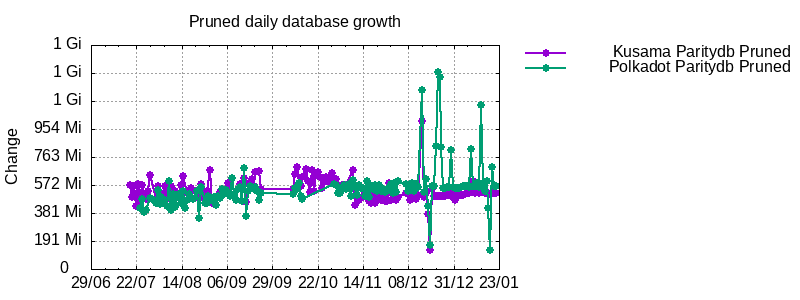 Pruned daily database growth
1 Gi
1 Gi
1 Gi
954 Mi
763 Mi
572 Mi
381 Mi
191 Mi
0
Change
29/06 22/07 14/08 06/09 29/09 22/10 14/11 08/12 31/12 23/01
Kusama Paritydb Pruned
Polkadot Paritydb Pruned